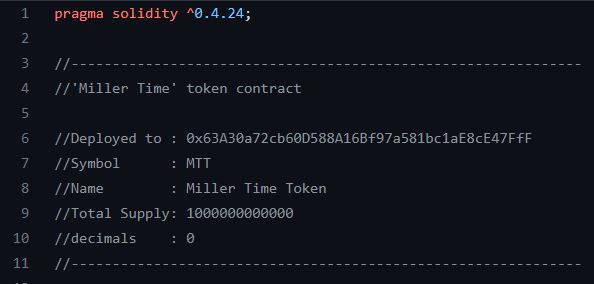 1 pragma solidity ^0.4.24;
2
3 //--------------------------------------------------------------
4 //'Miller Time' token contract
5
6 //Deployed to : 0x63A30a72cb60D588A16Bf97a581bc1aE8cE47FfF
7 //Symbol      : MTT
8 //Name        : Miller Time Token
9 //Total Supply: 1000000000000
10 //decimals    : 0
11 //--------------------------------------------------------------